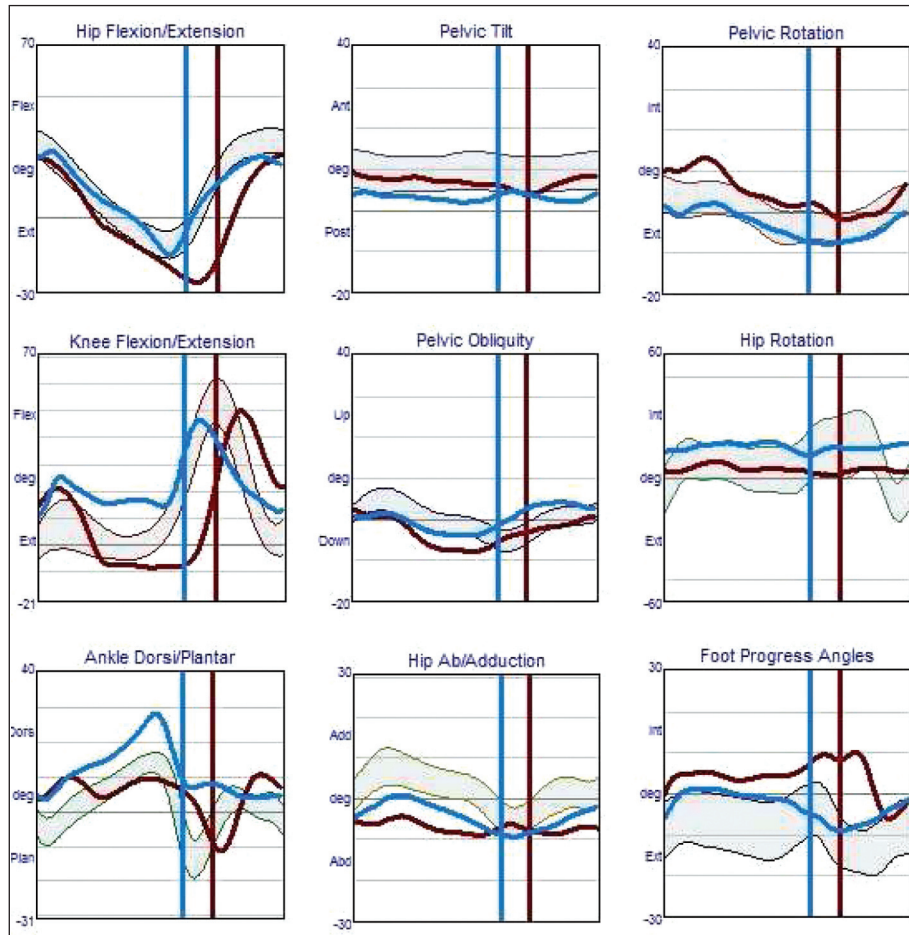 Hip Flexion/Extension
70
Flex
deg
Ext
-30
Pelvic Tilt
40
Ant
deg
Post
-20
Pelvic Rotation
40
Int
deg
Ext
-20
Knee Flexion/Extension
70
Flex
deg
Ext
-21
Pelvic Obliquity
40
Up
deg
Down
-20
Hip Rotation
60
Int
deg
Ext
-60
Ankle Dorsi/Plantar
40
Dors
deg
Plan
-31
Hip Ab/Adduction
30
Add
deg
Abd
-30
Foot Progress Angles
30
Int
deg
Ext
-30